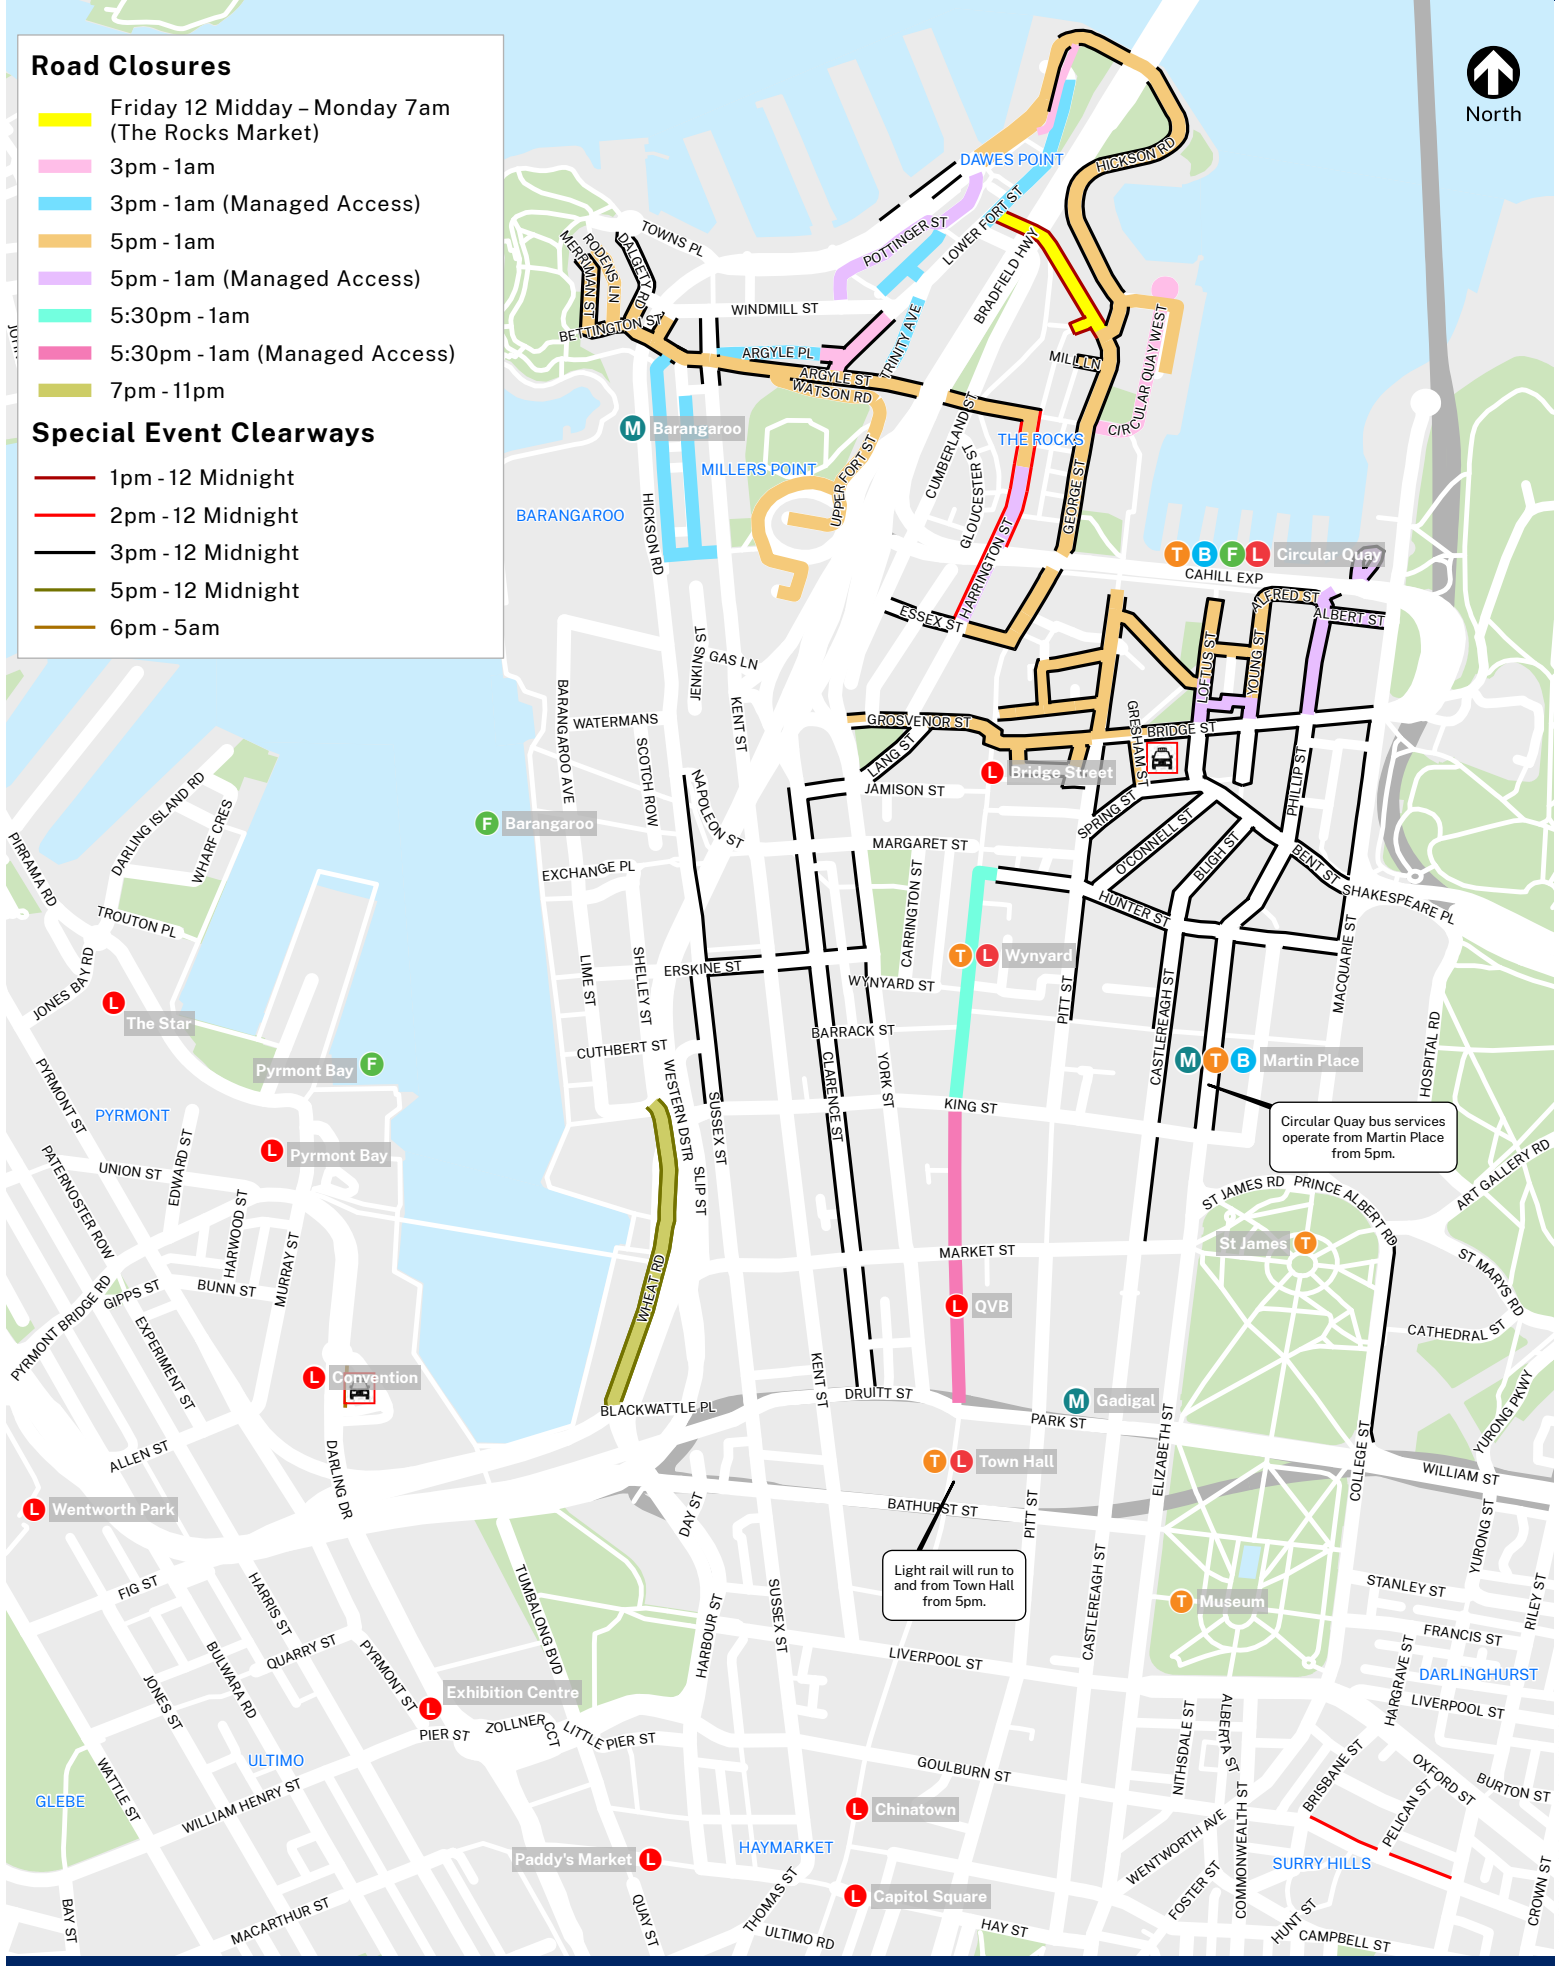 Road Closures
Friday 12 Midday – Monday 7am
(The Rocks Market)
3pm - 1am
3pm - 1am (Managed Access)
5pm - 1am
5pm - 1am (Managed Access)
5:30pm - 1am
5:30pm - 1am (Managed Access)
7pm - 11pm
Special Event Clearways
1pm - 12 Midnight
2pm - 12 Midnight
3pm - 12 Midnight
5pm - 12 Midnight
6pm - 5am
North
DAWES POINT
HICKSON RD
LOWER FORT ST
POTTINGER ST
TOWNS PL
DALGETY RD
RODENS LN
MERRIMAN ST
BETTINGTON ST
WINDMILL ST
BRADFIELD HWY
TRINITY AVE
ARGYLE PL
ARGYLE ST
WATSON RD
MILL LN
CIRCULAR QUAY WEST
M Barangaroo
MILLERS POINT
THE ROCKS
CUMBERLAND ST
GLOUCESTER ST
UPPER FORT ST
HARRINGTON ST
GEORGE ST
BARANGAROO
HICKSON RD
T B F L Circular Quay
CAHILL EXP
ALFRED ST
ALBERT ST
ESSEX ST
LOFTUS ST
YOUNG ST
JENKINS ST
GAS LN
KENT ST
BARANGAROO AVE
WATERMANS
SCOTCH ROW
NAPOLEON ST
GROSVENOR ST
LANG ST
GRESHAM ST
BRIDGE ST
PHILLIP ST
L Bridge Street
JAMISON ST
SPRING ST
O'CONNELL ST
BLIGH ST
BENT ST
SHAKESPEARE PL
F Barangaroo
MARGARET ST
EXCHANGE PL
CARRINGTON ST
HUNTER ST
MACQUARIE ST
DARLING ISLAND RD
WHARF CRES
PIRRAMA RD
TROUTON PL
JONES BAY RD
L The Star
LIME ST
SHELLEY ST
ERSKINE ST
WYNYARD ST
T L Wynyard
PITT ST
CASTLEREAGH ST
HOSPITAL RD
BARRACK ST
CUTHBERT ST
CLARENCE ST
YORK ST
WESTERN DSTR
SUSSEX ST
SLIP ST
M T B Martin Place
Circular Quay bus services
operate from Martin Place
from 5pm.
KING ST
Pyrmont Bay F
PYRMONT
PYRMONT ST
L Pyrmont Bay
UNION ST
EDWARD ST
PATERNOSTER ROW
HARWOOD ST
MURRAY ST
BUNN ST
GIPPS ST
PYRMONT BRIDGE RD
EXPERIMENT ST
WHEAT RD
MARKET ST
L QVB
ST JAMES RD
PRINCE ALBERT RD
ART GALLERY RD
St James T
ST MARYS RD
CATHEDRAL ST
YURONG PKWY
L Convention
BLACKWATTLE PL
KENT ST
DRUITT ST
M Gadigal
PARK ST
ELIZABETH ST
COLLEGE ST
WILLIAM ST
ALLEN ST
DARLING DR
L Wentworth Park
T L Town Hall
DAY ST
BATHURST ST
PITT ST
Light rail will run to
and from Town Hall
from 5pm.
YURONG ST
STANLEY ST
RILEY ST
T Museum
FIG ST
HARRIS ST
TUMBALONG BVD
HARBOUR ST
SUSSEX ST
CASTLEREAGH ST
FRANCIS ST
DARLINGHURST
HARGRAVE ST
LIVERPOOL ST
LIVERPOOL ST
QUARRY ST
BULWARA RD
JONES ST
PYRMONT ST
L Exhibition Centre
PIER ST
ZOLLNER CCT
LITTLE PIER ST
ULTIMO
GLEBE
WATTLE ST
WILLIAM HENRY ST
GOULBURN ST
NITHSDALE ST
ALBERTA ST
BRISBANE ST
OXFORD ST
BURTON ST
PELICAN ST
L Chinatown
HAYMARKET
WENTWORTH AVE
COMMONWEALTH ST
SURRY HILLS
FOSTER ST
CROWN ST
Paddy's Market L
L Capitol Square
MACARTHUR ST
BAY ST
QUAY ST
THOMAS ST
ULTIMO RD
HAY ST
HUNT ST
CAMPBELL ST